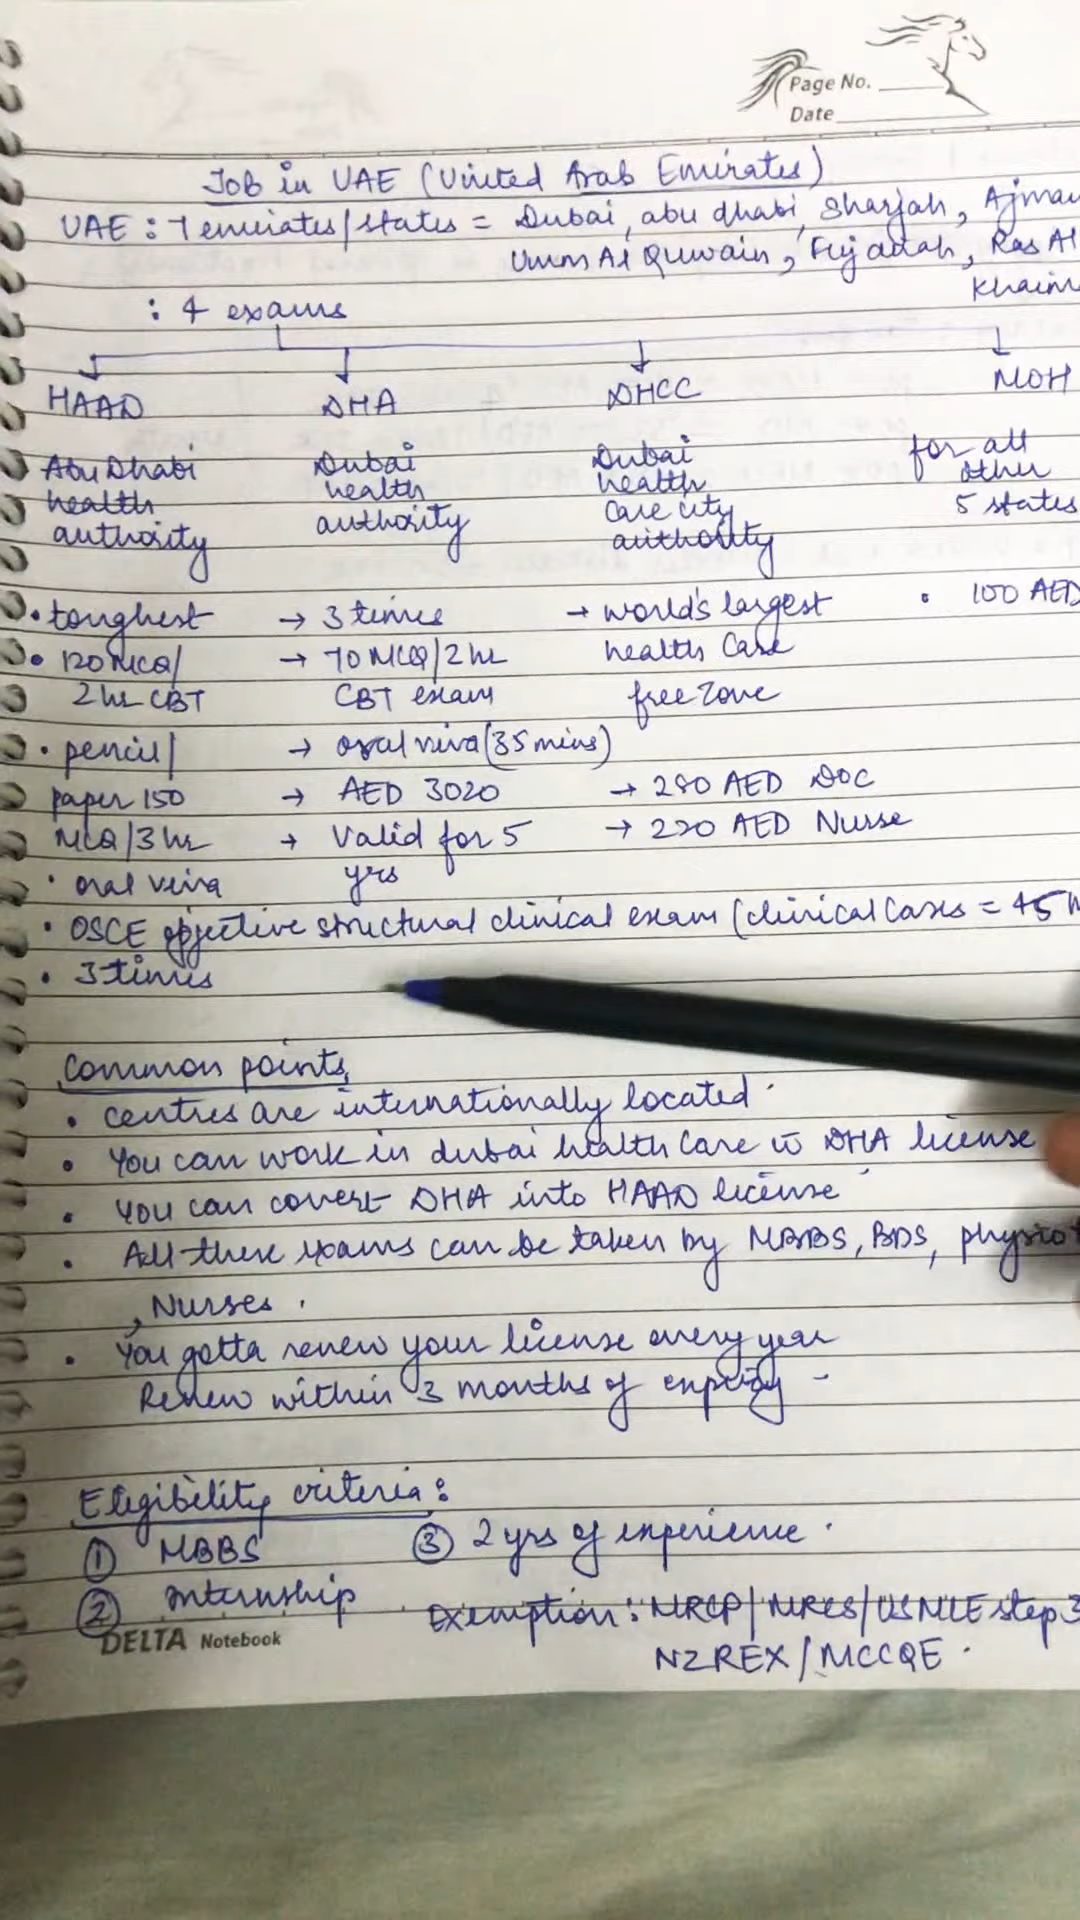 Page No.
Date
Job in UAE (United Arab Emirates)
UAE : 7 emirates/states = Dubai, abu dhabi, Sharjah, Ajman
Umm Al Quwain, Fujairah, Ras Al
Khaim
: 4 exams
HAAD DHA DHCC MOH
Abu Dhabi Dubai Dubai for all
health health health other
authority authority Care city 5 states
authority
• toughest → 3 times → world's largest • 100 AED
• 120 MCQ/ → 70 MCQ/2 hr health Care
2 hr CBT CBT exam free zone
• pencil/ → oral viva (35 mins)
paper 150 → AED 3020 → 280 AED Doc
MCQ/3 hr → Valid for 5 → 220 AED Nurse
• oral viva yrs
• OSCE objective structural clinical exam (clinical cases = 45 m
• 3 times
Common points
• centres are internationally located.
• You can work in dubai health care w̄ DHA license
• You can covert DHA into HAAD license
• All these exams can be taken by MBBS, BDS, physiot
, Nurses.
• You gotta renew your license every year
Renew within 3 months of expiry -
Eligibility criteria :
① MBBS ③ 2 yrs of experience.
② Internship Exemption : MRCP/MRCS/USMLE step 3
DELTA Notebook
NZREX/MCCQE.